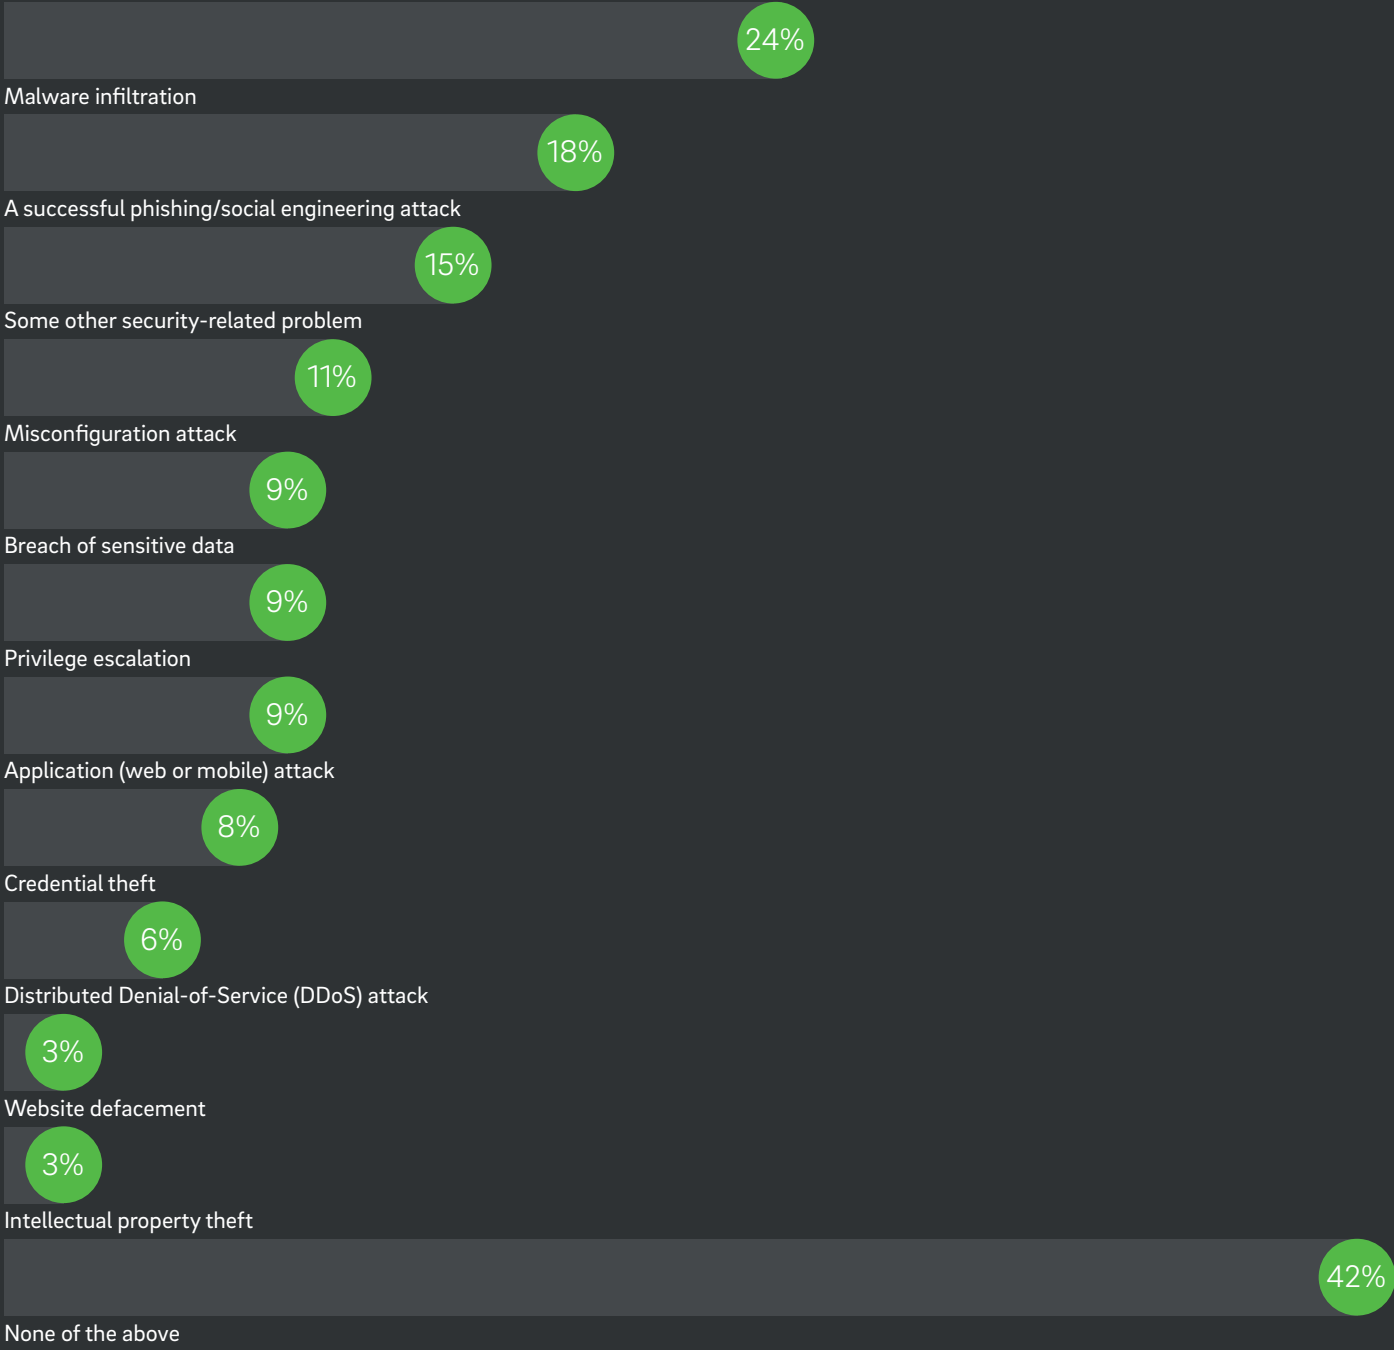 24%
Malware infiltration
18%
A successful phishing/social engineering attack
15%
Some other security-related problem
11%
Misconfiguration attack
9%
Breach of sensitive data
9%
Privilege escalation
9%
Application (web or mobile) attack
8%
Credential theft
6%
Distributed Denial-of-Service (DDoS) attack
3%
Website defacement
3%
Intellectual property theft
42%
None of the above